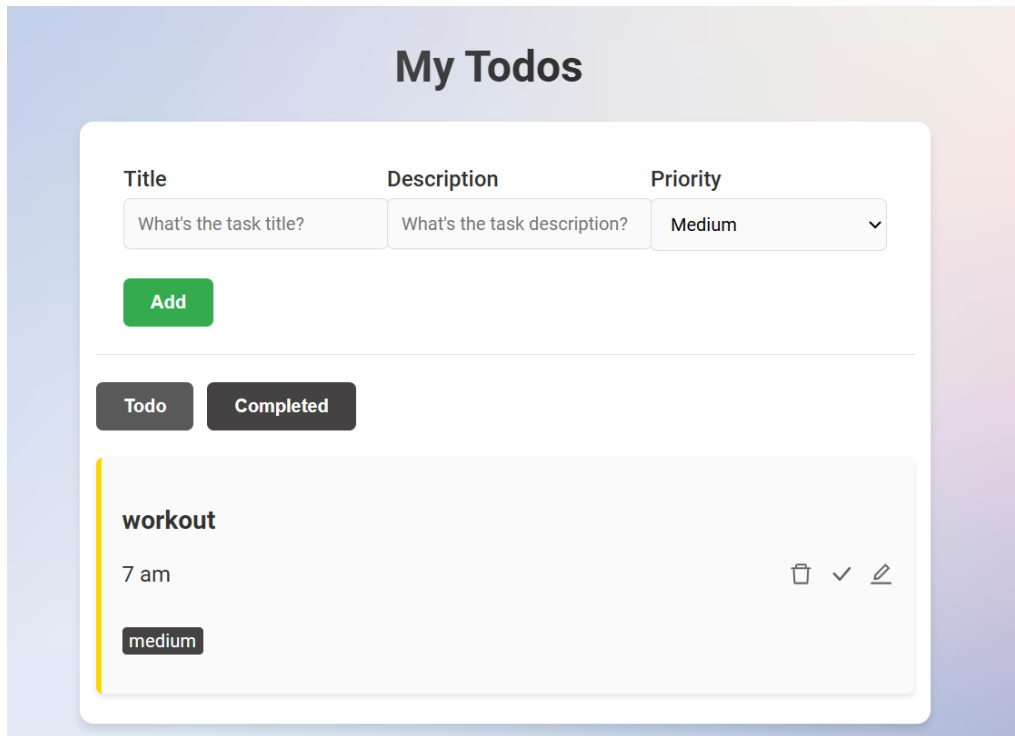 My Todos
Title Description Priority
What's the task title? What's the task description? Medium
Add
Todo Completed
workout
7 am
medium